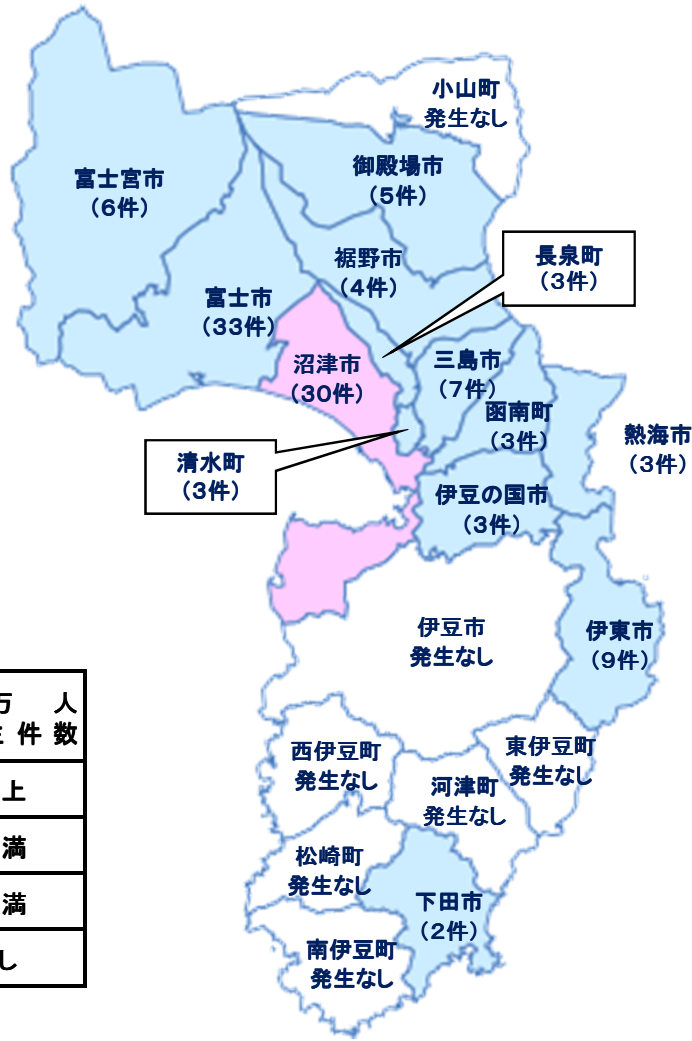 小山町
発生なし
御殿場市
（5件）
富士宮市
（6件）
裾野市
（4件）
長泉町
（3件）
富士市
（33件）
沼津市
（30件）
三島市
（7件）
函南町
（3件）
熱海市
（3件）
清水町
（3件）
伊豆の国市
（3件）
伊豆市
発生なし
伊東市
（9件）
西伊豆町
発生なし
東伊豆町
発生なし
河津町
発生なし
松崎町
発生なし
下田市
（2件）
南伊豆町
発生なし
万 人
件 数
上
満
満
し